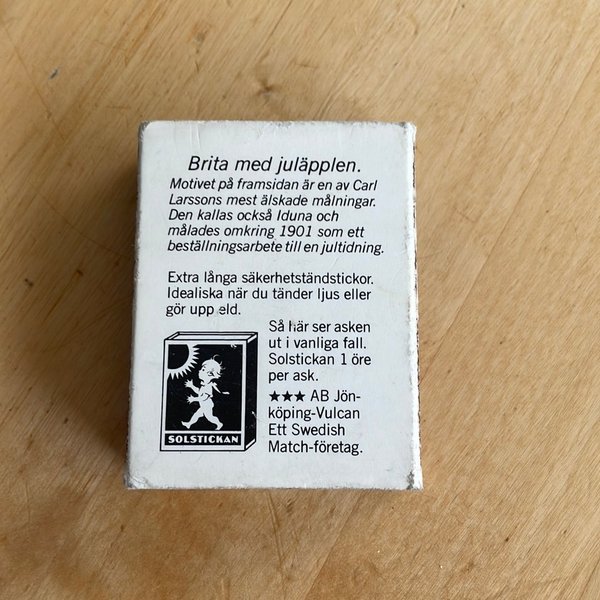 Brita med juläpplen.
Motivet på framsidan är en av Carl
Larssons mest älskade målningar.
Den kallas också Iduna och
målades omkring 1901 som ett
beställningsarbete till en jultidning.
Extra långa säkerhetständstickor.
Idealiska när du tänder ljus eller
gör upp eld.
Så här ser asken
ut i vanliga fall.
Solstickan 1 öre
per ask.
★★★ AB Jön-
köping-Vulcan
Ett Swedish
Match-företag.
SOLSTICKAN